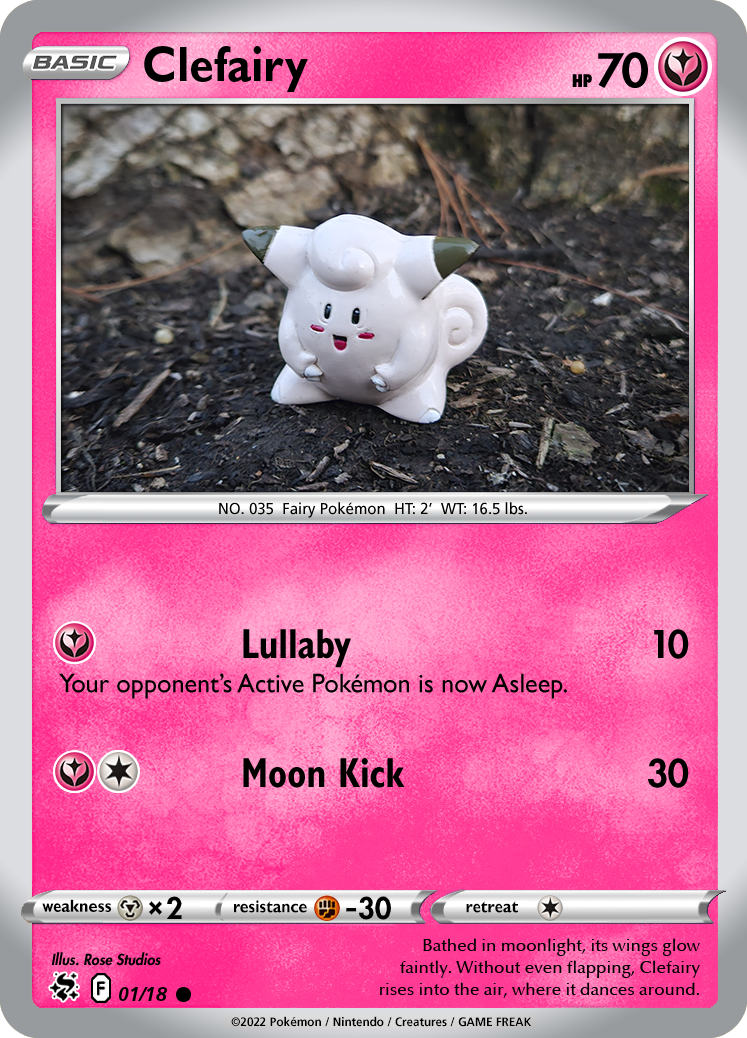 BASIC Clefairy HP 70
NO. 035 Fairy Pokémon HT: 2' WT: 16.5 lbs.
Lullaby 10
Your opponent's Active Pokémon is now Asleep.
Moon Kick 30
weakness ×2 resistance -30 retreat
Illus. Rose Studios
F 01/18
Bathed in moonlight, its wings glow
faintly. Without even flapping, Clefairy
rises into the air, where it dances around.
©2022 Pokémon / Nintendo / Creatures / GAME FREAK